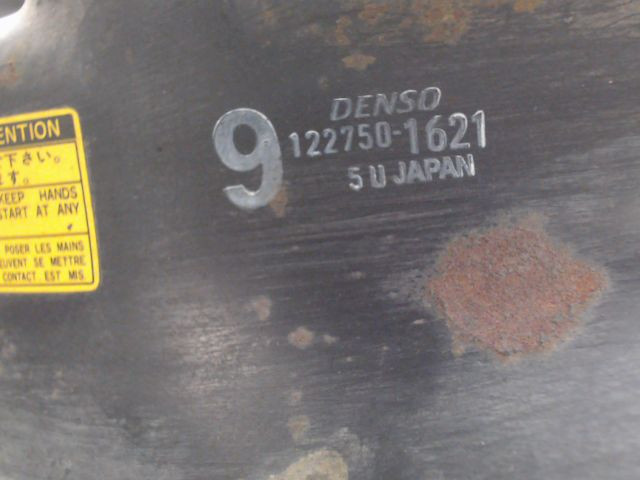 ENTION
下さい。
ます。
KEEP HANDS
START AT ANY
POSER LES MAINS
EUVENT SE METTRE
CONTACT EST MIS.
9
DENSO
122750-1621
5 U JAPAN